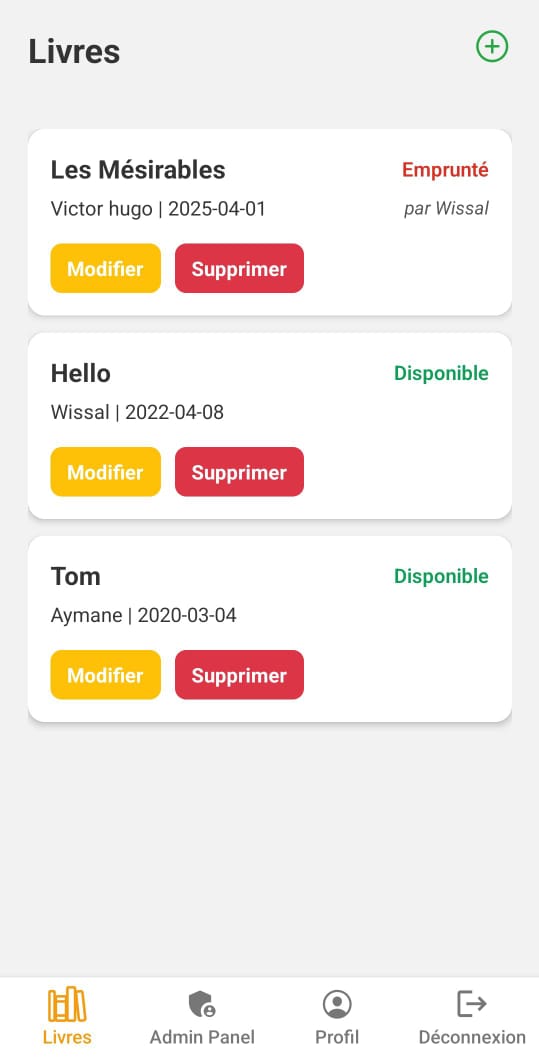 Livres
Les Mésirables
Emprunté
Victor hugo | 2025-04-01
par Wissal
Modifier
Supprimer
Hello
Disponible
Wissal | 2022-04-08
Modifier
Supprimer
Tom
Disponible
Aymane | 2020-03-04
Modifier
Supprimer
Livres
Admin Panel
Profil
Déconnexion